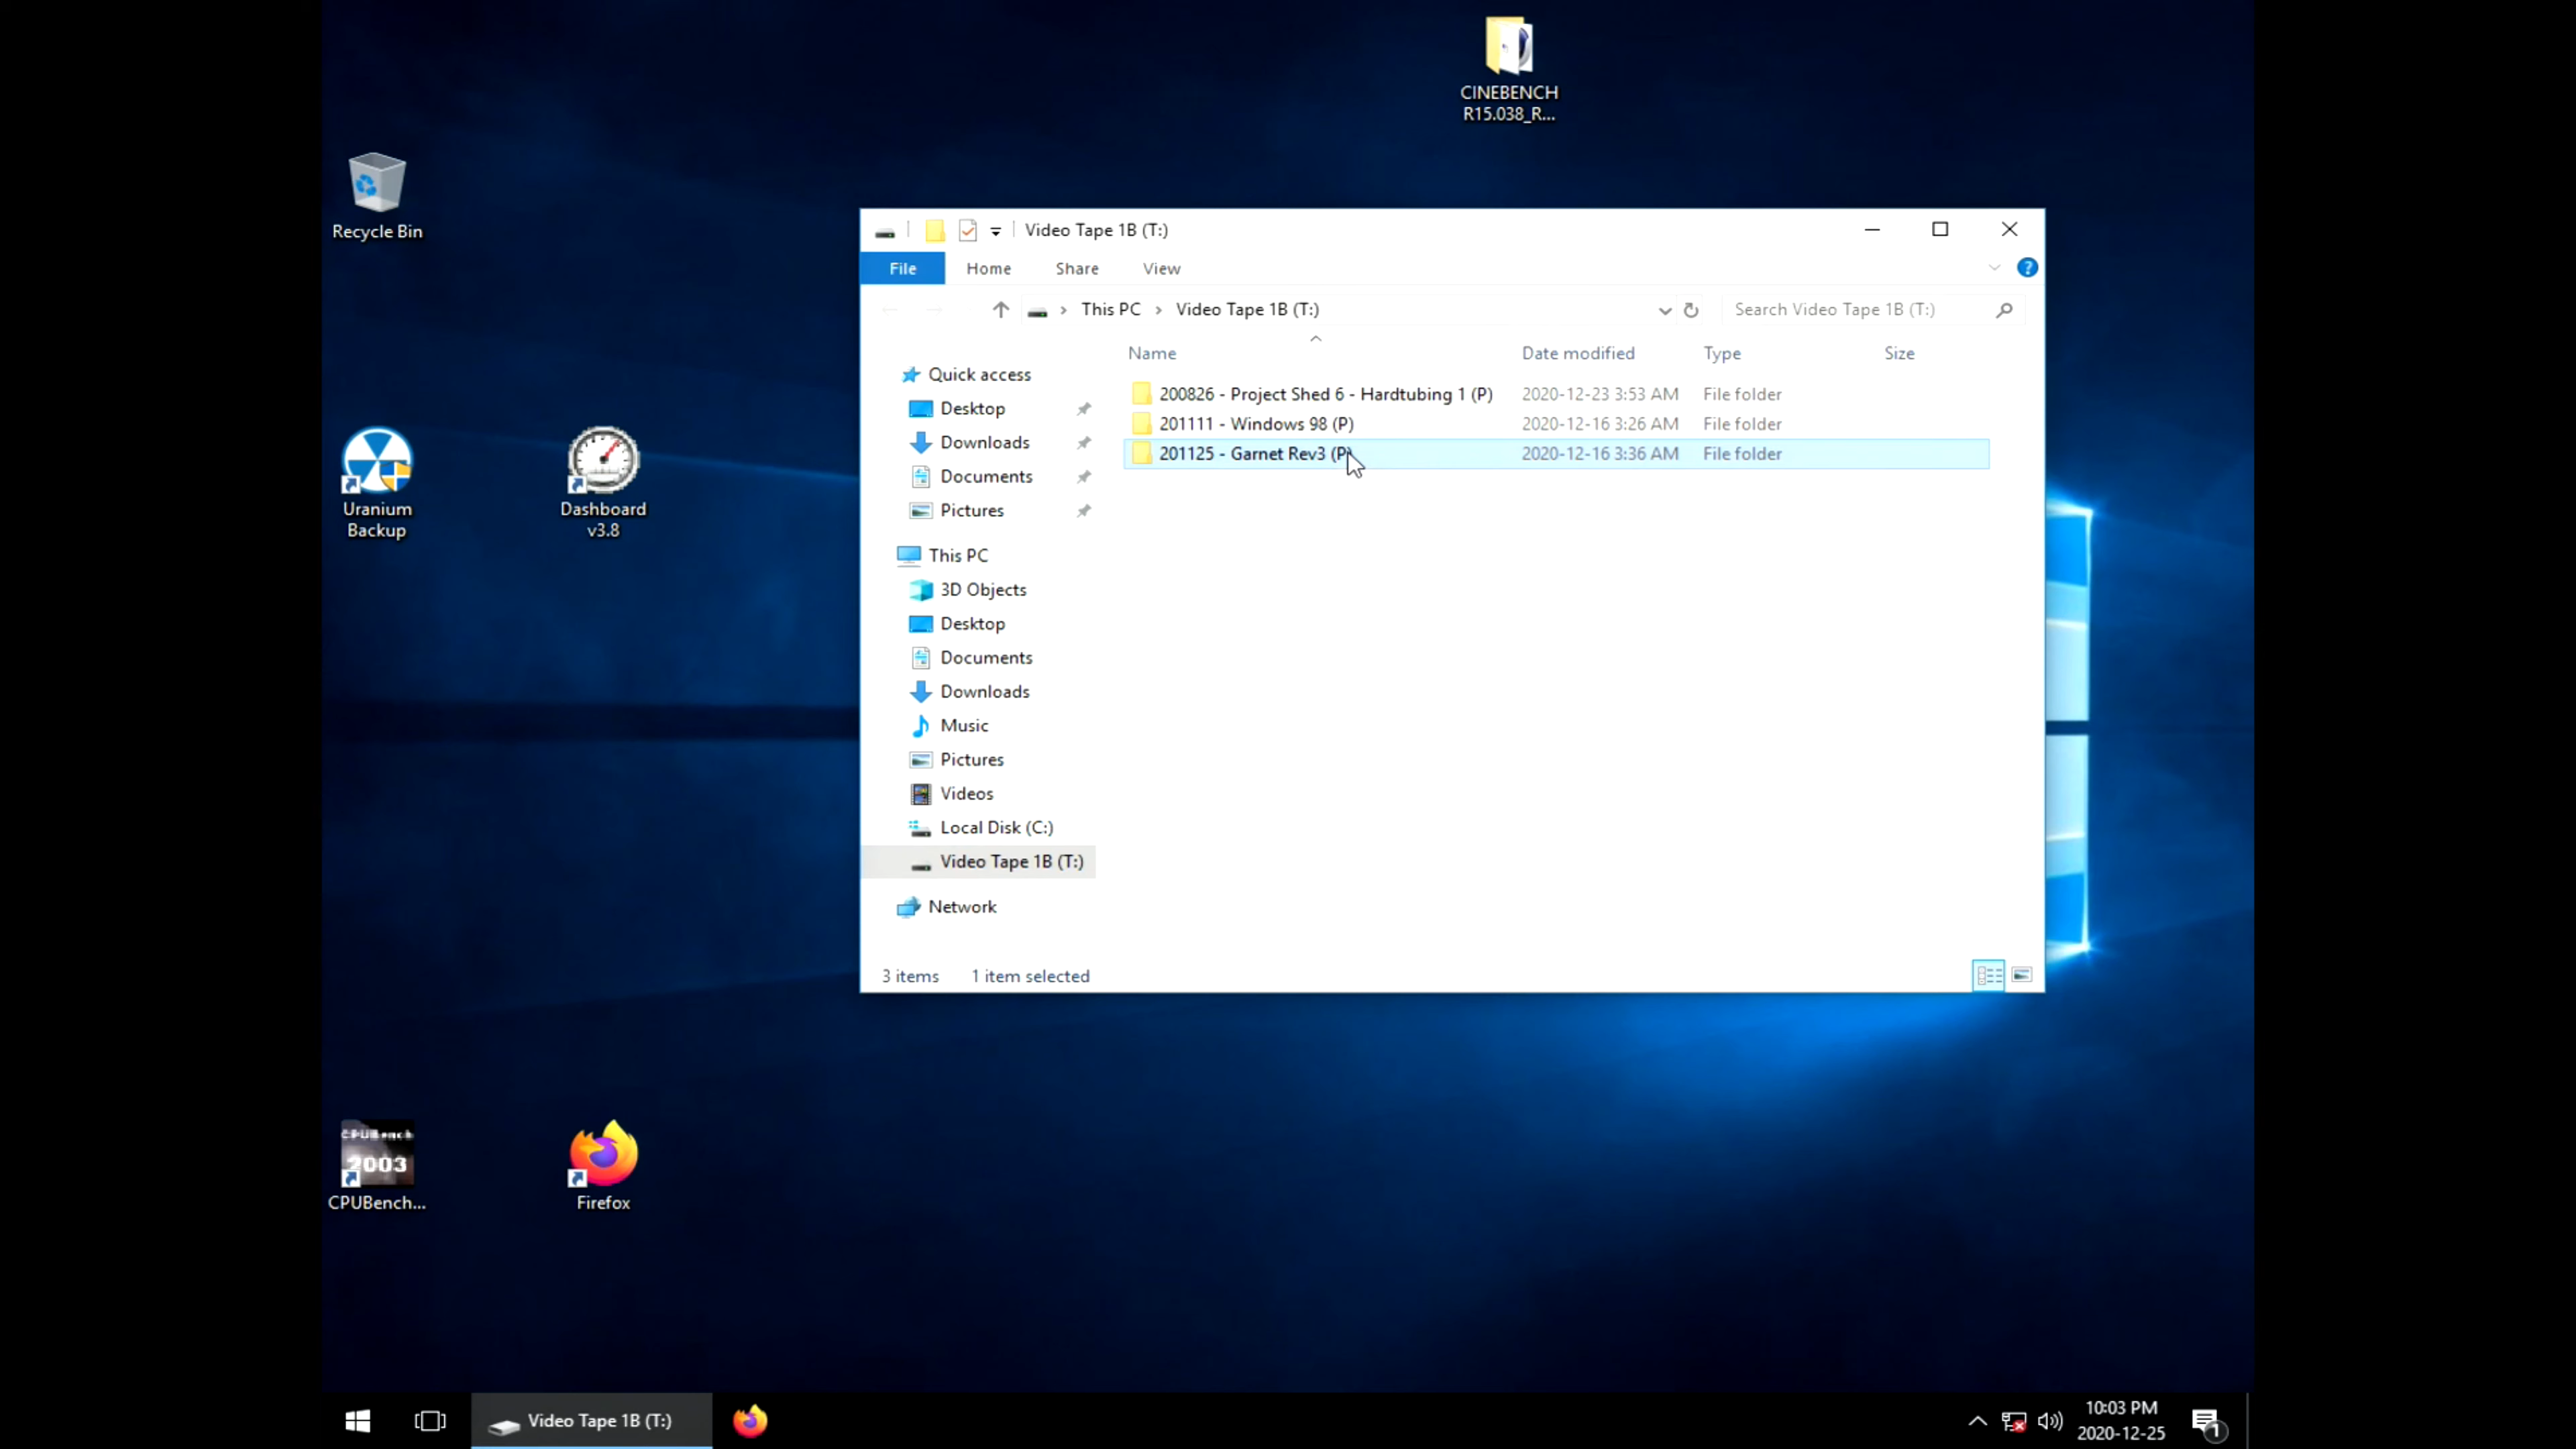 CINEBENCH
R15.038_R...
Recycle Bin
Video Tape 1B (T:)
File
Home
Share
View
?
This PC
Video Tape 1B (T:)
Search Video Tape 1B (T:)
Name
Date modified
Type
Size
Quick access
200826 - Project Shed 6 - Hardtubing 1 (P)
2020-12-23 3:53 AM
File folder
Desktop
201111 - Windows 98 (P)
2020-12-16 3:26 AM
File folder
Downloads
201125 - Garnet Rev3 (P)
2020-12-16 3:36 AM
File folder
Documents
Pictures
Uranium
Backup
Dashboard
v3.8
This PC
3D Objects
Desktop
Documents
Downloads
Music
Pictures
Videos
Local Disk (C:)
Video Tape 1B (T:)
Network
3 items
1 item selected
CPUBench
2003
CPUBench...
Firefox
Video Tape 1B (T:)
10:03 PM
2020-12-25
1